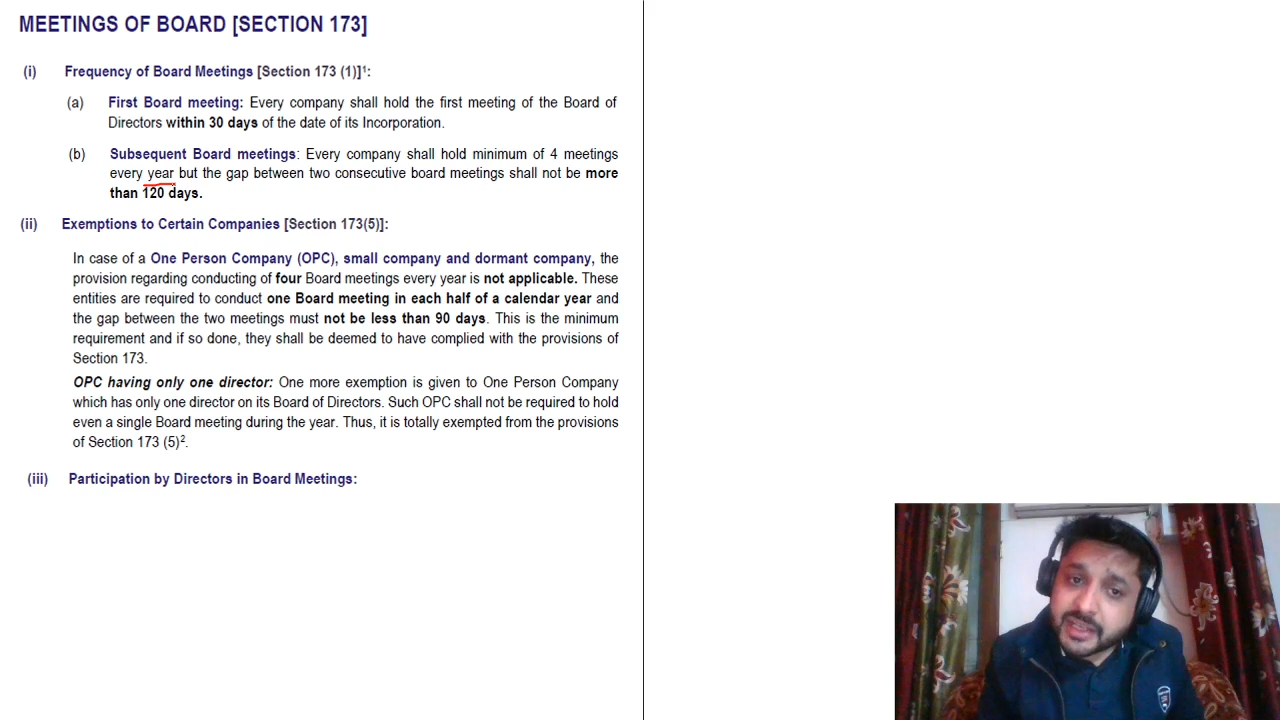 MEETINGS OF BOARD [SECTION 173]
(i) Frequency of Board Meetings [Section 173 (1)]¹:
(a) First Board meeting: Every company shall hold the first meeting of the Board of
Directors within 30 days of the date of its Incorporation.
(b) Subsequent Board meetings: Every company shall hold minimum of 4 meetings
every year but the gap between two consecutive board meetings shall not be more
than 120 days.
(ii) Exemptions to Certain Companies [Section 173(5)]:
In case of a One Person Company (OPC), small company and dormant company, the
provision regarding conducting of four Board meetings every year is not applicable. These
entities are required to conduct one Board meeting in each half of a calendar year and
the gap between the two meetings must not be less than 90 days. This is the minimum
requirement and if so done, they shall be deemed to have complied with the provisions of
Section 173.
OPC having only one director: One more exemption is given to One Person Company
which has only one director on its Board of Directors. Such OPC shall not be required to hold
even a single Board meeting during the year. Thus, it is totally exempted from the provisions
of Section 173 (5)².
(iii) Participation by Directors in Board Meetings: